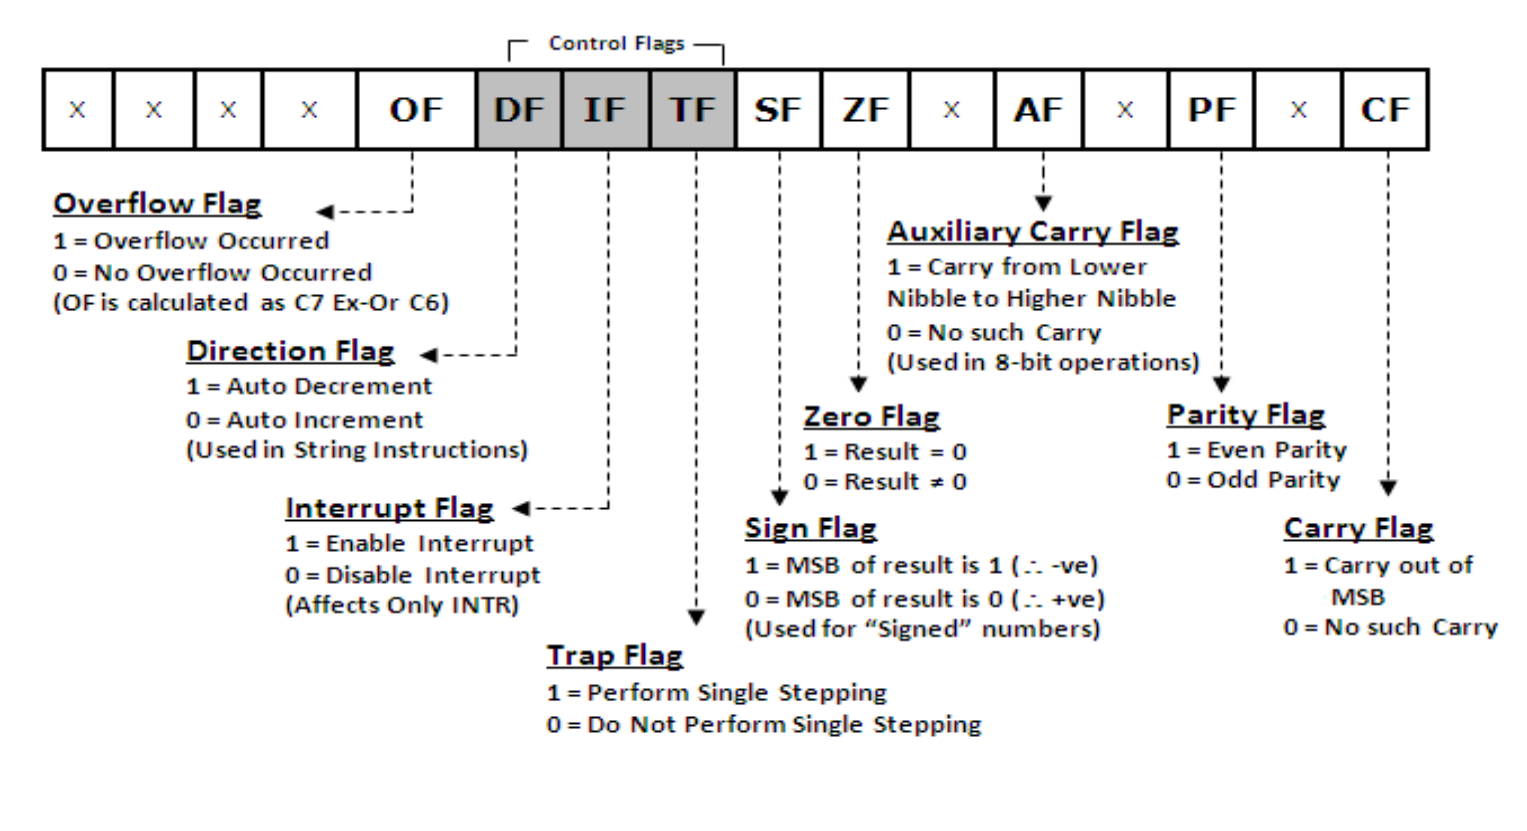 Control Flags
x x x x OF DF IF TF SF ZF x AF x PF x CF
Overflow Flag
1 = Overflow Occurred
0 = No Overflow Occurred
(OF is calculated as C7 Ex-Or C6)
Direction Flag
1 = Auto Decrement
0 = Auto Increment
(Used in String Instructions)
Interrupt Flag
1 = Enable Interrupt
0 = Disable Interrupt
(Affects Only INTR)
Trap Flag
1 = Perform Single Stepping
0 = Do Not Perform Single Stepping
Sign Flag
1 = MSB of result is 1 (∴ -ve)
0 = MSB of result is 0 (∴ +ve)
(Used for “Signed” numbers)
Zero Flag
1 = Result = 0
0 = Result ≠ 0
Auxiliary Carry Flag
1 = Carry from Lower
Nibble to Higher Nibble
0 = No such Carry
(Used in 8-bit operations)
Parity Flag
1 = Even Parity
0 = Odd Parity
Carry Flag
1 = Carry out of
MSB
0 = No such Carry